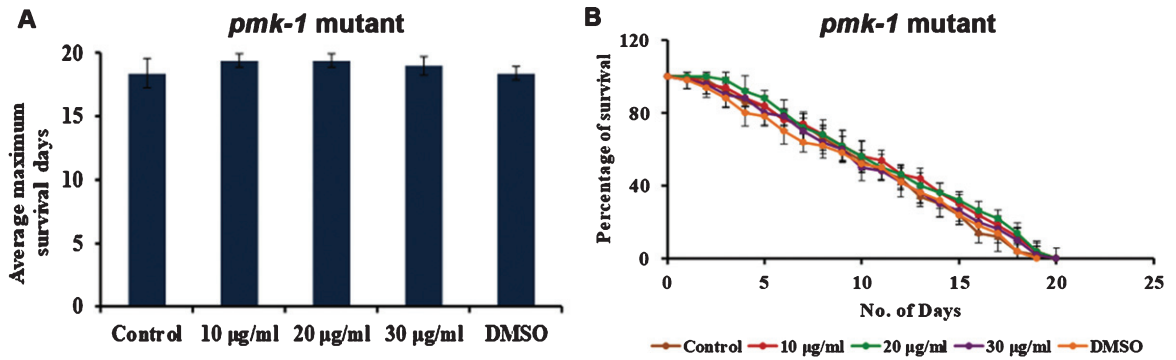 A
pmk-1 mutant
Average maximum
survival days
20
15
10
5
0
Control 10 µg/ml 20 µg/ml 30 µg/ml DMSO
B
pmk-1 mutant
Percentage of survival
120
80
40
0
0 5 10 15 20 25
No. of Days
Control 10 µg/ml 20 µg/ml 30 µg/ml DMSO